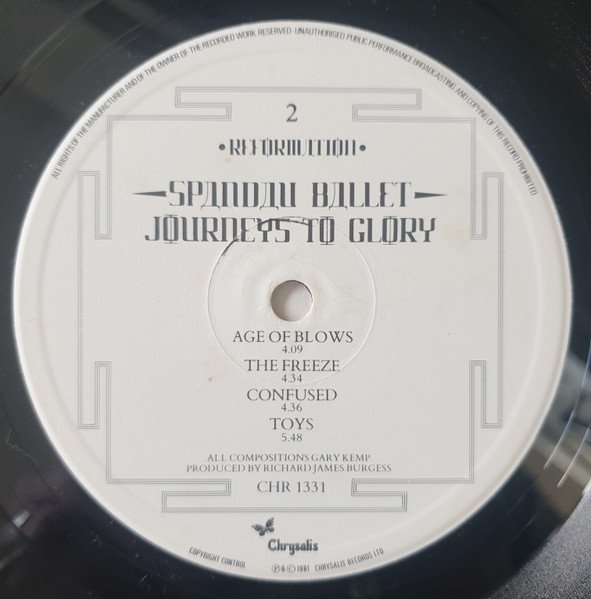 ALL RIGHTS OF THE MANUFACTURER AND OF THE OWNER OF THE RECORDED WORK RESERVED · UNAUTHORISED PUBLIC PERFORMANCE BROADCASTING AND COPYING OF THIS RECORD PROHIBITED
2
•REFORMATION•
SPANDAU BALLET
JOURNEYS TO GLORY
AGE OF BLOWS
4.09
THE FREEZE
4.34
CONFUSED
4.36
TOYS
5.48
ALL COMPOSITIONS GARY KEMP
PRODUCED BY RICHARD JAMES BURGESS
CHR 1331
Chrysalis
COPYRIGHT CONTROL
℗ & © 1981 CHRYSALIS RECORDS LTD